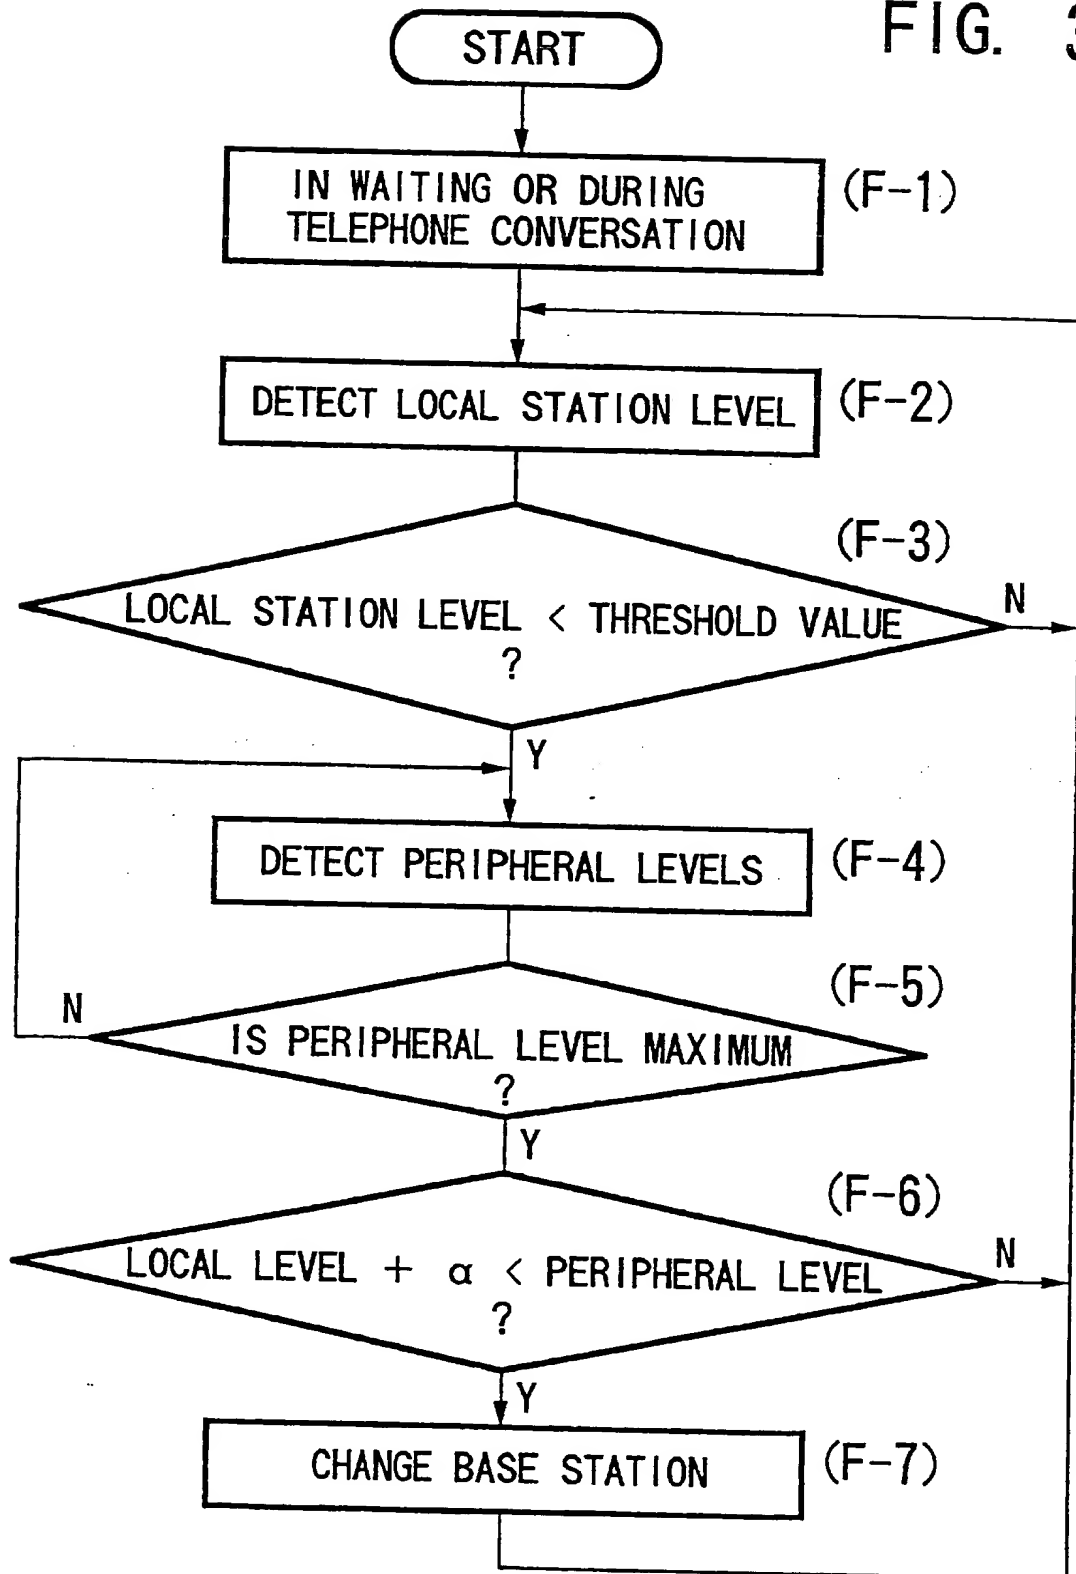 FIG. 3
START
IN WAITING OR DURING
TELEPHONE CONVERSATION
(F-1)
DETECT LOCAL STATION LEVEL
(F-2)
(F-3)
LOCAL STATION LEVEL < THRESHOLD VALUE
?
N
Y
DETECT PERIPHERAL LEVELS
(F-4)
(F-5)
N
IS PERIPHERAL LEVEL MAXIMUM
?
Y
(F-6)
LOCAL LEVEL + α < PERIPHERAL LEVEL
?
N
Y
CHANGE BASE STATION
(F-7)